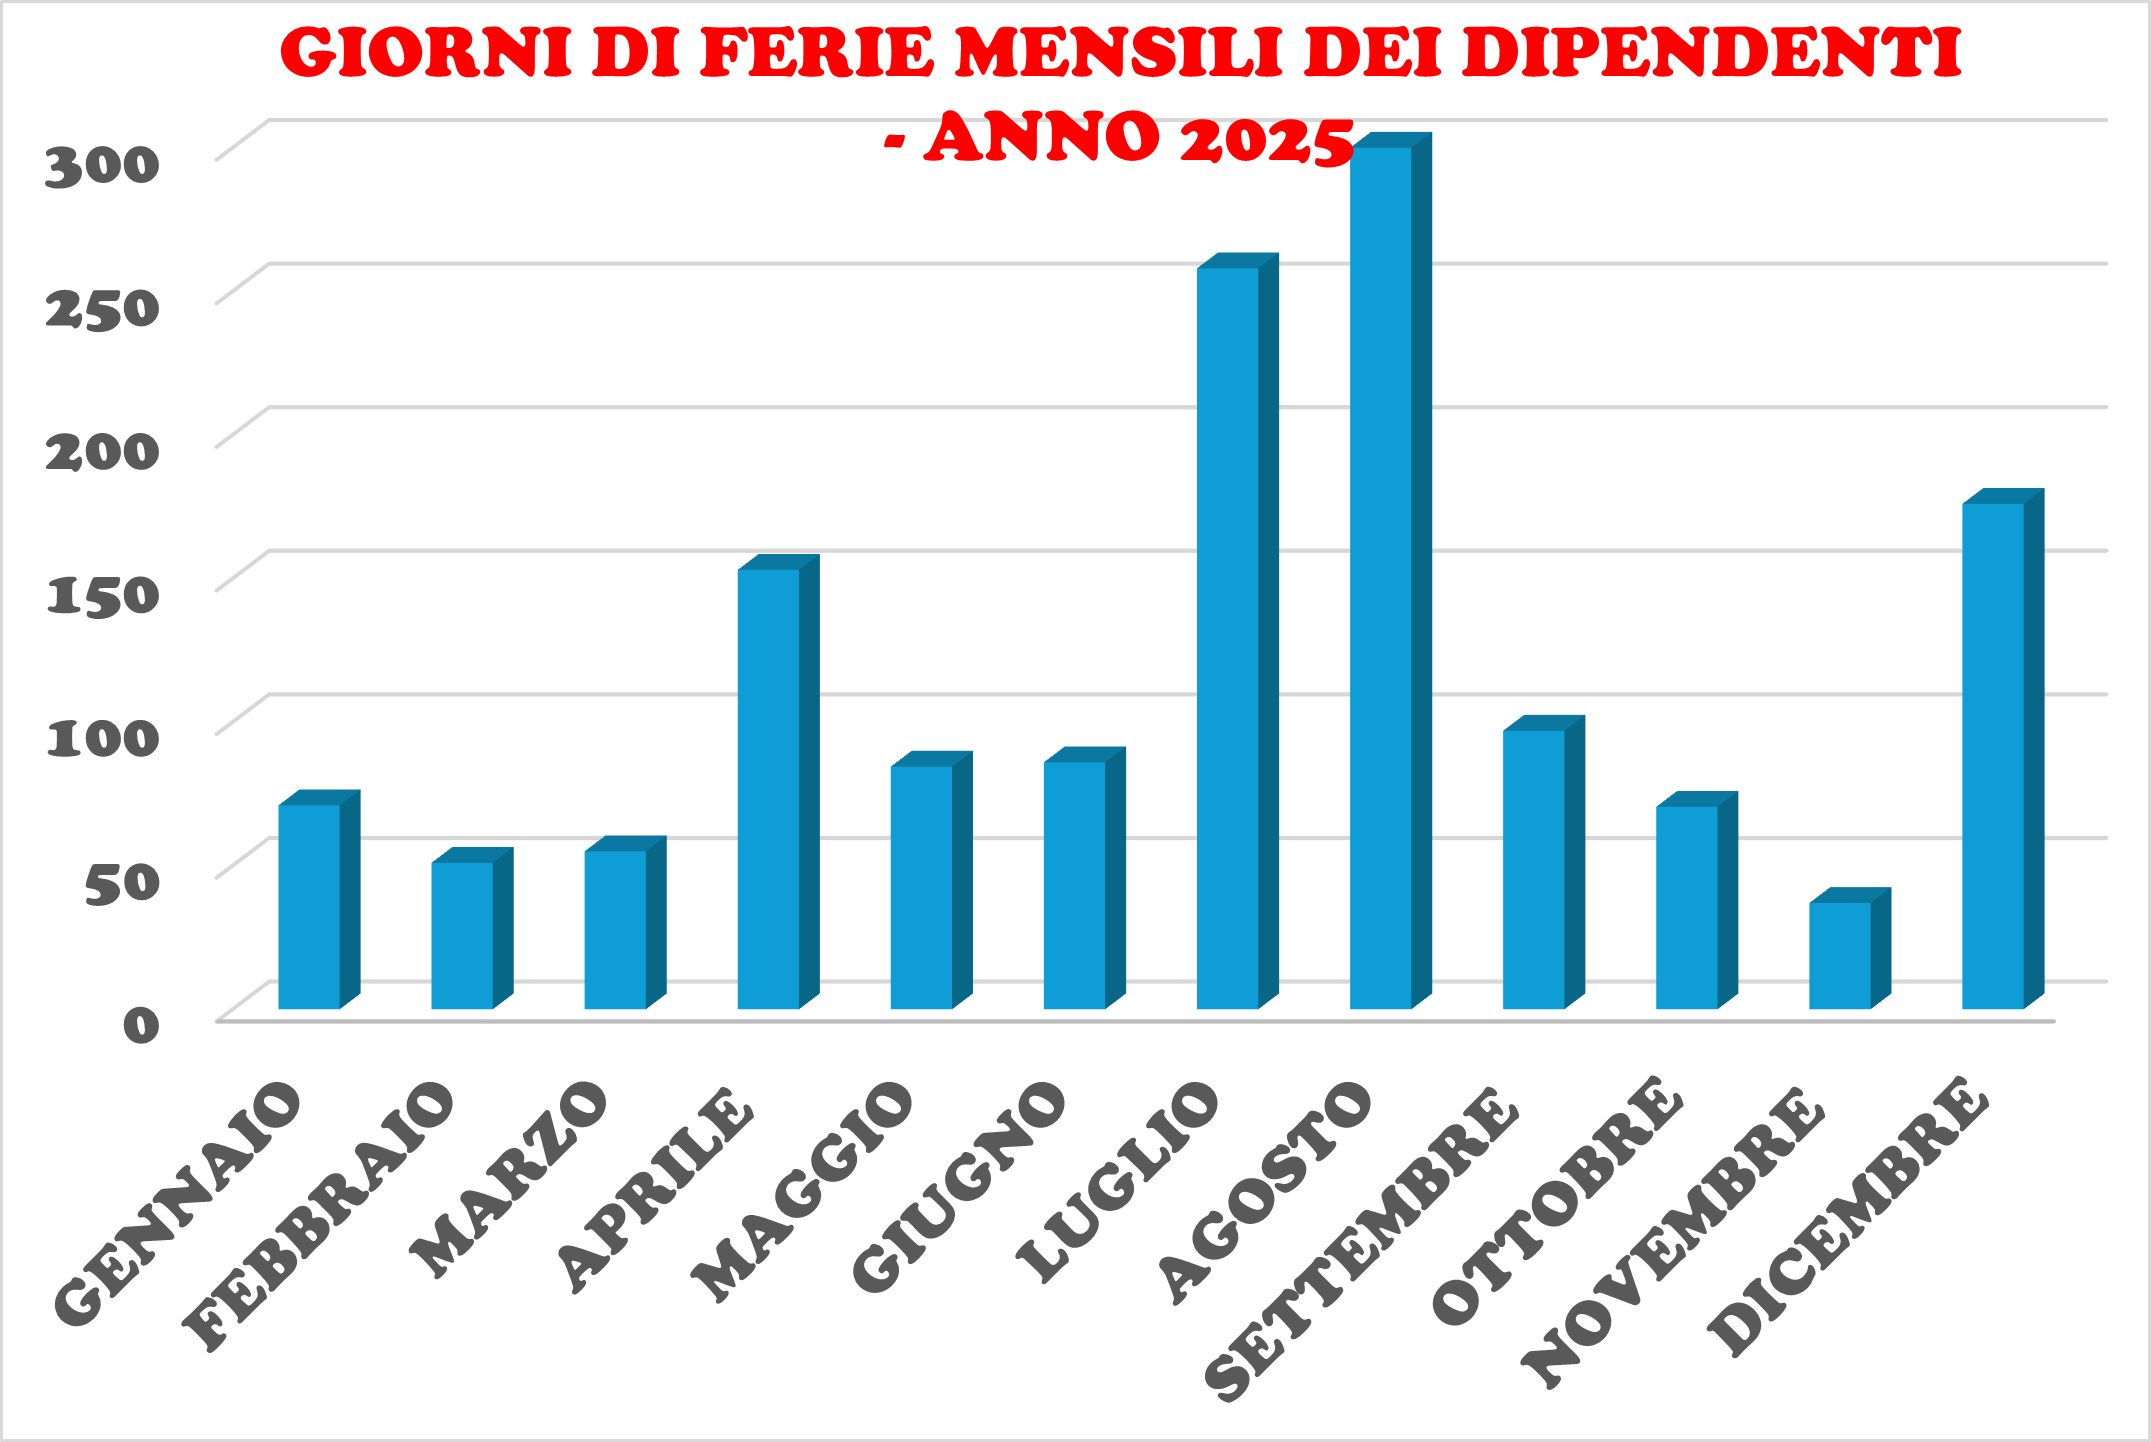 GIORNI DI FERIE MENSILI DEI DIPENDENTI
- ANNO 2025
300
250
200
150
100
50
0
GENNAIO
FEBBRAIO
MARZO
APRILE
MAGGIO
GIUGNO
LUGLIO
AGOSTO
SETTEMBRE
OTTOBRE
NOVEMBRE
DICEMBRE